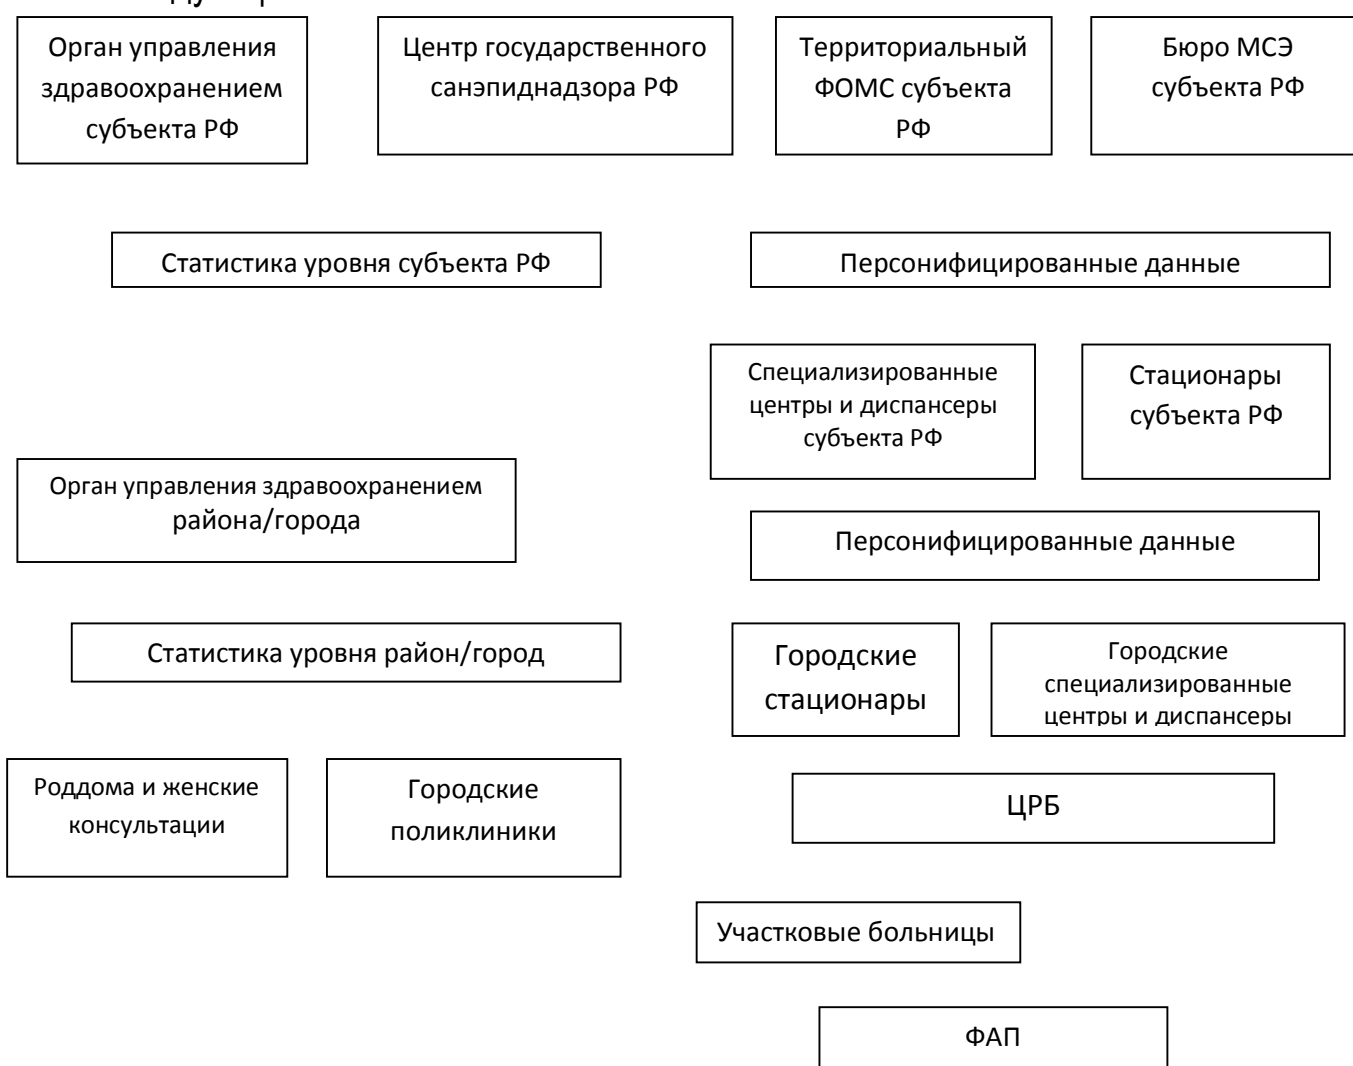 Орган управления
здравоохранением
субъекта РФ
Центр государственного
санэпиднадзора РФ
Территориальный
ФОМС субъекта
РФ
Бюро МСЭ
субъекта РФ
Статистика уровня субъекта РФ
Персонифицированные данные
Специализированные
центры и диспансеры
субъекта РФ
Стационары
субъекта РФ
Орган управления здравоохранением
района/города
Персонифицированные данные
Статистика уровня район/город
Городские
стационары
Городские
специализированные
центры и диспансеры
Роддома и женские
консультации
Городские
поликлиники
ЦРБ
Участковые больницы
ФАП